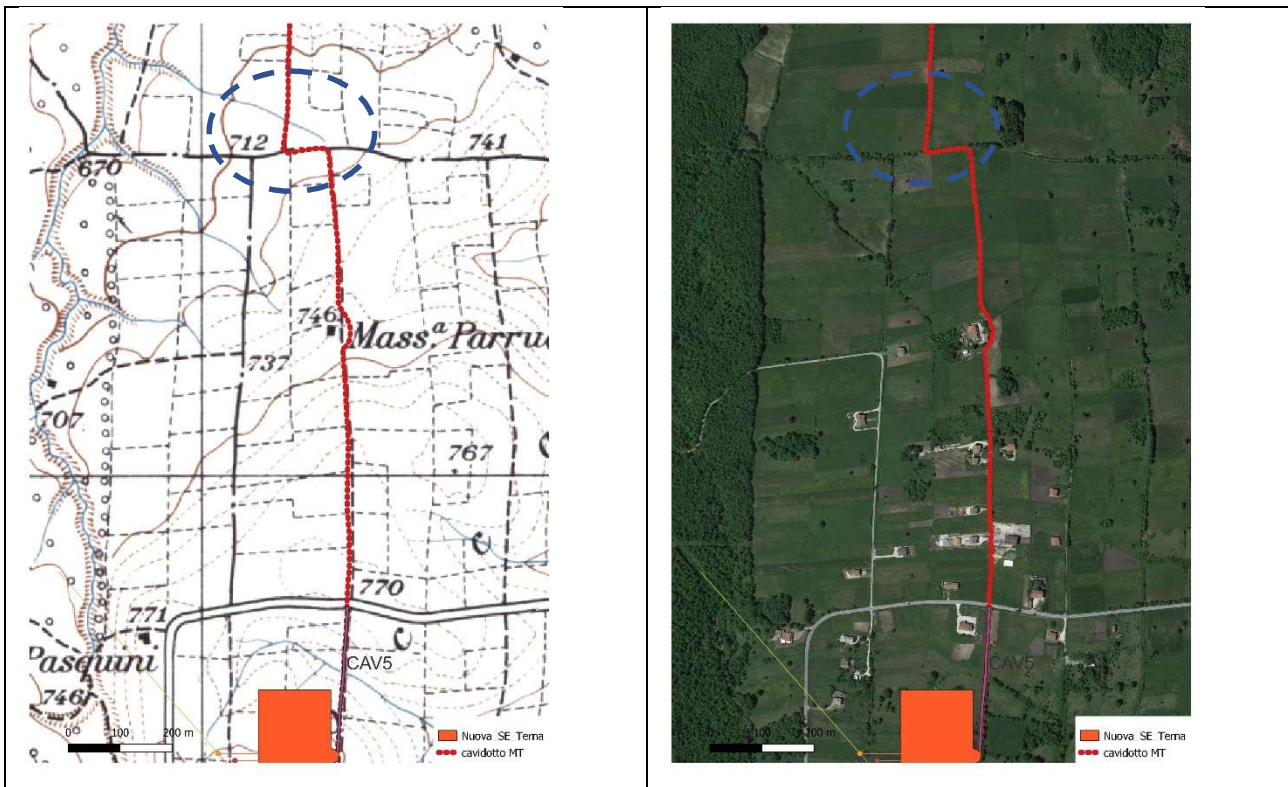 712
741
670
746
Mass.ª Parru
737
707
767
C
C
770
771
C
Pasquini
746
CAV5
0 100 200 m
Nuova SE Terna
cavidotto MT
CAV5
0 100 200 m
Nuova SE Terna
cavidotto MT